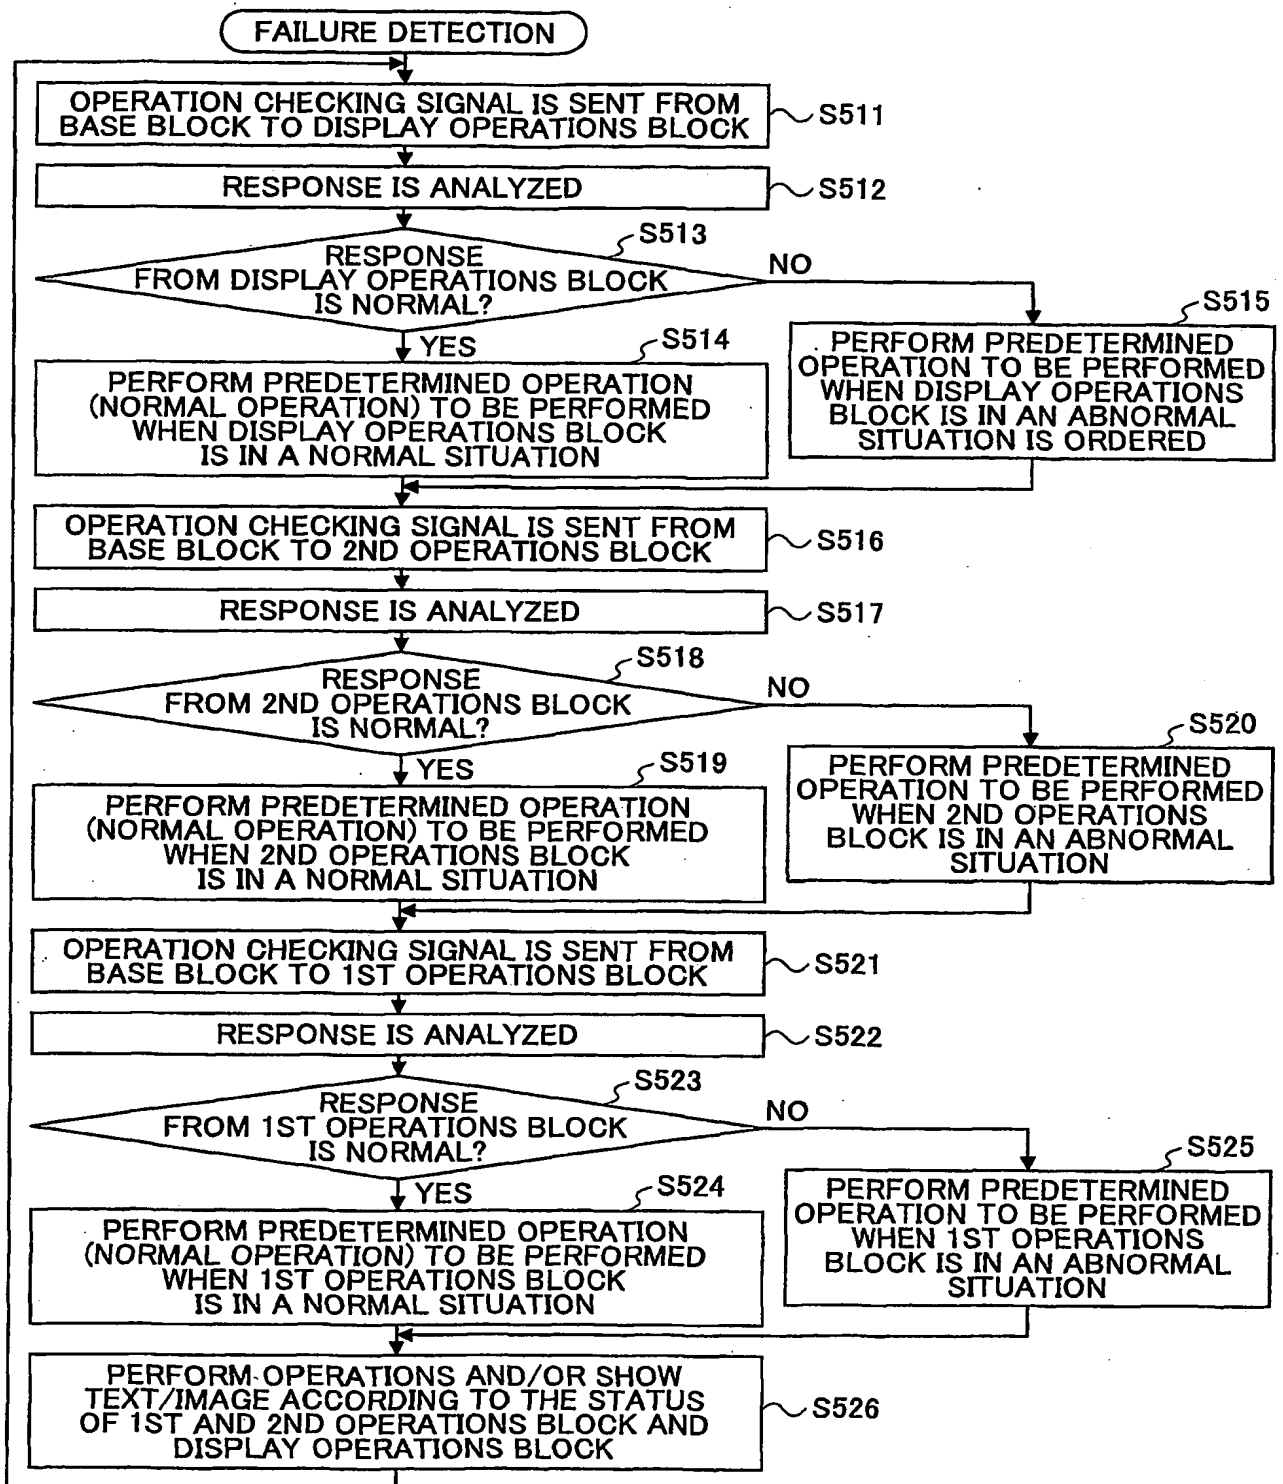 FAILURE DETECTION
OPERATION CHECKING SIGNAL IS SENT FROM
BASE BLOCK TO DISPLAY OPERATIONS BLOCK
S511
RESPONSE IS ANALYZED
S512
S513
RESPONSE
FROM DISPLAY OPERATIONS BLOCK
IS NORMAL?
NO
YES
S514
PERFORM PREDETERMINED OPERATION
(NORMAL OPERATION) TO BE PERFORMED
WHEN DISPLAY OPERATIONS BLOCK
IS IN A NORMAL SITUATION
S515
PERFORM PREDETERMINED
OPERATION TO BE PERFORMED
WHEN DISPLAY OPERATIONS
BLOCK IS IN AN ABNORMAL
SITUATION IS ORDERED
OPERATION CHECKING SIGNAL IS SENT FROM
BASE BLOCK TO 2ND OPERATIONS BLOCK
S516
RESPONSE IS ANALYZED
S517
S518
RESPONSE
FROM 2ND OPERATIONS BLOCK
IS NORMAL?
NO
YES
S519
PERFORM PREDETERMINED OPERATION
(NORMAL OPERATION) TO BE PERFORMED
WHEN 2ND OPERATIONS BLOCK
IS IN A NORMAL SITUATION
S520
PERFORM PREDETERMINED
OPERATION TO BE PERFORMED
WHEN 2ND OPERATIONS
BLOCK IS IN AN ABNORMAL
SITUATION
OPERATION CHECKING SIGNAL IS SENT FROM
BASE BLOCK TO 1ST OPERATIONS BLOCK
S521
RESPONSE IS ANALYZED
S522
S523
RESPONSE
FROM 1ST OPERATIONS BLOCK
IS NORMAL?
NO
YES
S524
PERFORM PREDETERMINED OPERATION
(NORMAL OPERATION) TO BE PERFORMED
WHEN 1ST OPERATIONS BLOCK
IS IN A NORMAL SITUATION
S525
PERFORM PREDETERMINED
OPERATION TO BE PERFORMED
WHEN 1ST OPERATIONS
BLOCK IS IN AN ABNORMAL
SITUATION
PERFORM OPERATIONS AND/OR SHOW
TEXT/IMAGE ACCORDING TO THE STATUS
OF 1ST AND 2ND OPERATIONS BLOCK AND
DISPLAY OPERATIONS BLOCK
S526